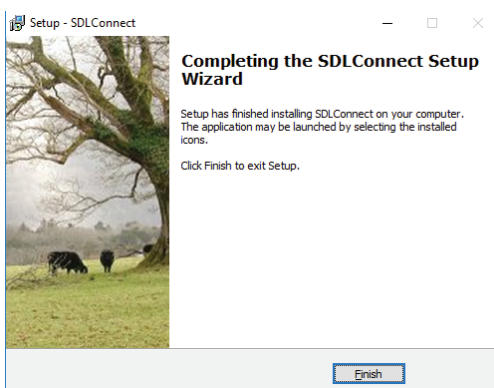 Setup - SDLConnect
Completing the SDLConnect Setup
Wizard
Setup has finished installing SDLConnect on your computer.
The application may be launched by selecting the installed
icons.
Click Finish to exit Setup.
Finish